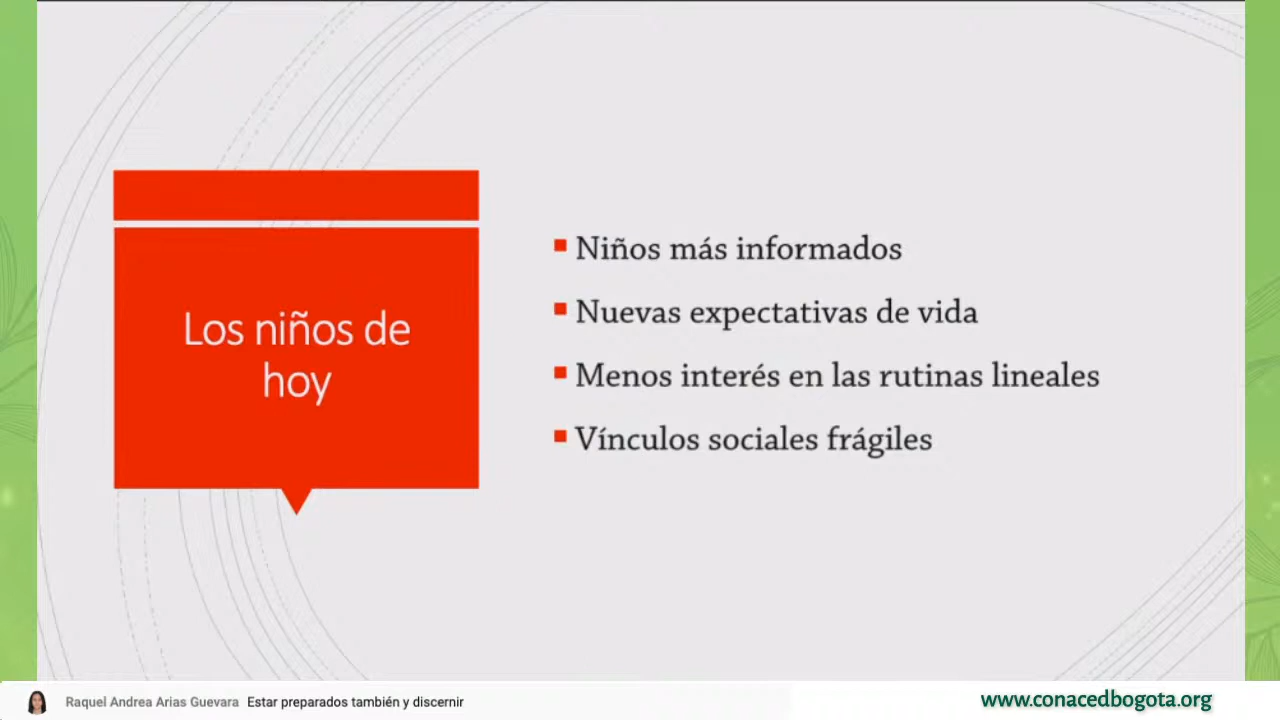 Los niños de
hoy
Niños más informados
Nuevas expectativas de vida
Menos interés en las rutinas lineales
Vínculos sociales frágiles
Raquel Andrea Arias Guevara Estar preparados también y discernir
www.conacedbogota.org